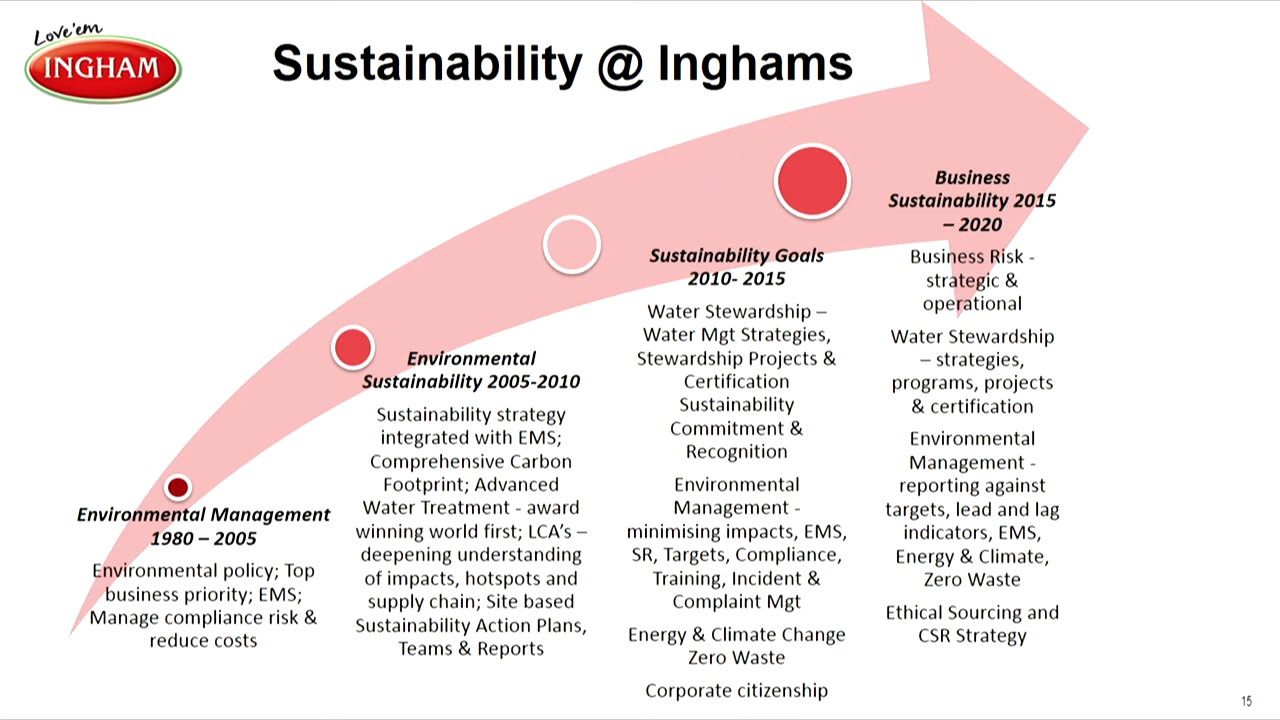 Love'em
INGHAM
Sustainability @ Inghams
Environmental Management
1980 – 2005
Environmental policy; Top
business priority; EMS;
Manage compliance risk &
reduce costs
Environmental
Sustainability 2005-2010
Sustainability strategy
integrated with EMS;
Comprehensive Carbon
Footprint; Advanced
Water Treatment - award
winning world first; LCA's –
deepening understanding
of impacts, hotspots and
supply chain; Site based
Sustainability Action Plans,
Teams & Reports
Sustainability Goals
2010- 2015
Water Stewardship –
Water Mgt Strategies,
Stewardship Projects &
Certification
Sustainability
Commitment &
Recognition
Environmental
Management -
minimising impacts, EMS,
SR, Targets, Compliance,
Training, Incident &
Complaint Mgt
Energy & Climate Change
Zero Waste
Corporate citizenship
Business
Sustainability 2015
– 2020
Business Risk -
strategic &
operational
Water Stewardship
– strategies,
programs, projects
& certification
Environmental
Management -
reporting against
targets, lead and lag
indicators, EMS,
Energy & Climate,
Zero Waste
Ethical Sourcing and
CSR Strategy
15